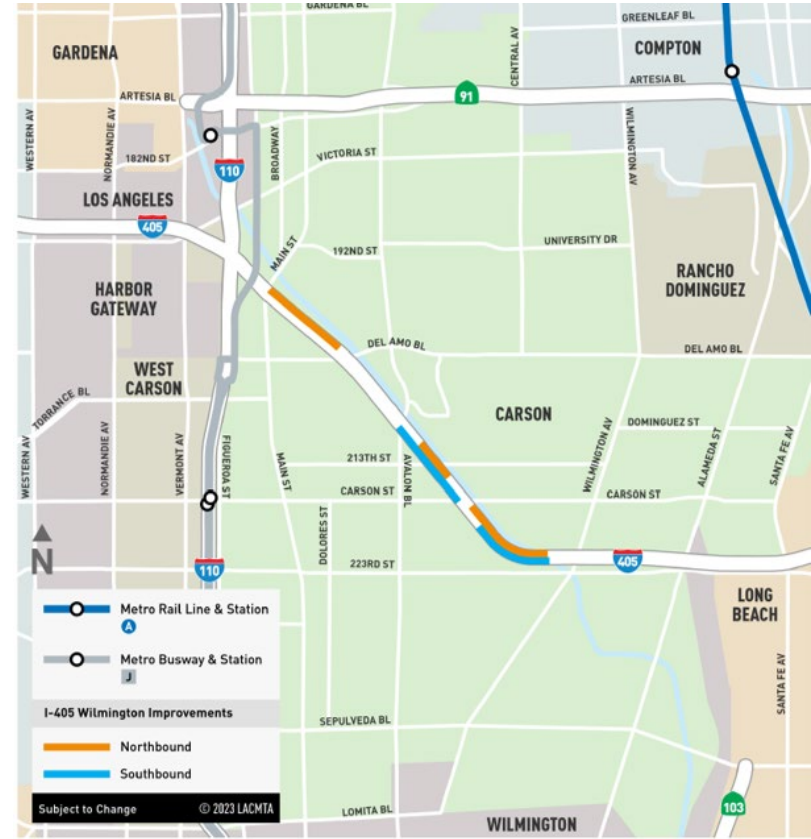 GARDENA BL
GREENLEAF BL
GARDENA
COMPTON
CENTRAL AV
ARTESIA BL
ARTESIA BL
91
WESTERN AV
NORMANDIE AV
BROADWAY
WILMINGTON AV
182ND ST
VICTORIA ST
110
LOS ANGELES
405
MAIN ST
192ND ST
UNIVERSITY DR
HARBOR
GATEWAY
RANCHO
DOMINGUEZ
DEL AMO BL
DEL AMO BL
WEST
CARSON
TORRANCE BL
CARSON
DOMINGUEZ ST
WESTERN AV
NORMANDIE AV
VERMONT AV
FIGUEROA ST
MAIN ST
213TH ST
AVALON BL
WILMINGTON AV
ALAMEDA ST
SANTA FE AV
CARSON ST
CARSON ST
DOLORES ST
N
110
223RD ST
405
LONG
BEACH
Metro Rail Line & Station
A
Metro Busway & Station
J
SANTA FE AV
I-405 Wilmington Improvements
SEPULVEDA BL
Northbound
Southbound
Subject to Change
© 2023 LACMTA
LOMITA BL
WILMINGTON
103